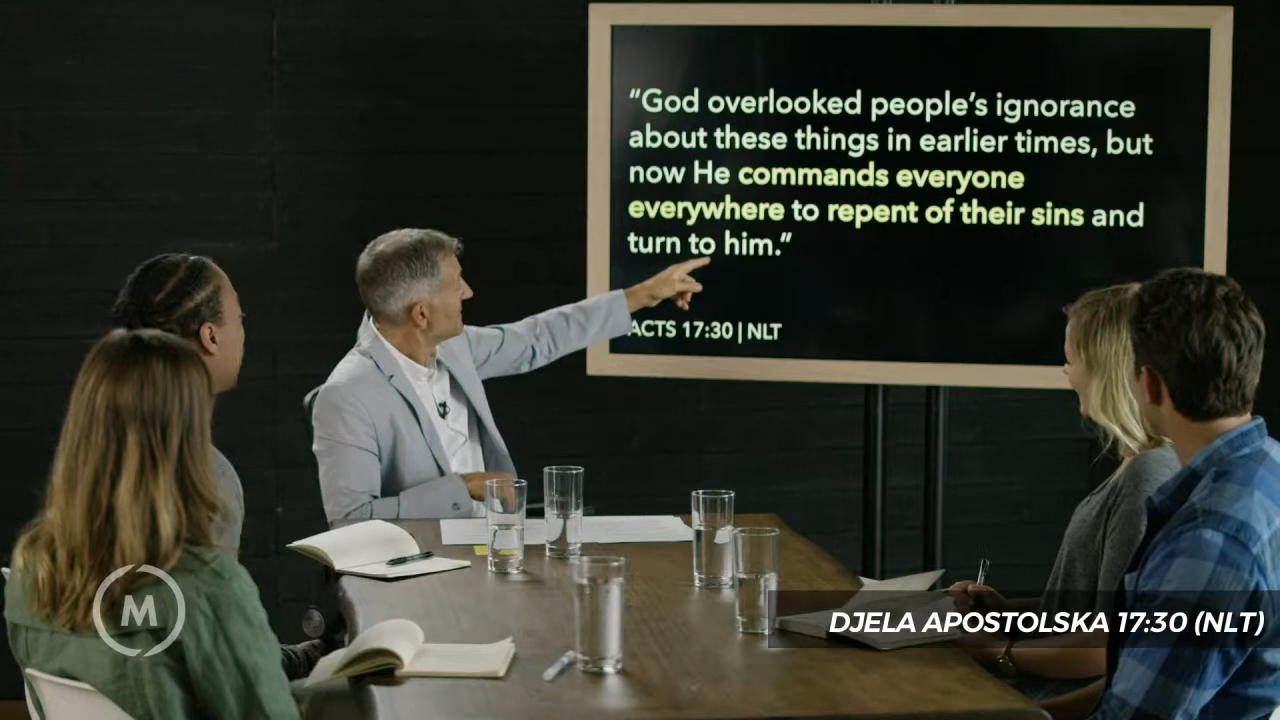 “God overlooked people’s ignorance
about these things in earlier times, but
now He commands everyone
everywhere to repent of their sins and
turn to him.”
ACTS 17:30 | NLT
M
DJELA APOSTOLSKA 17:30 (NLT)